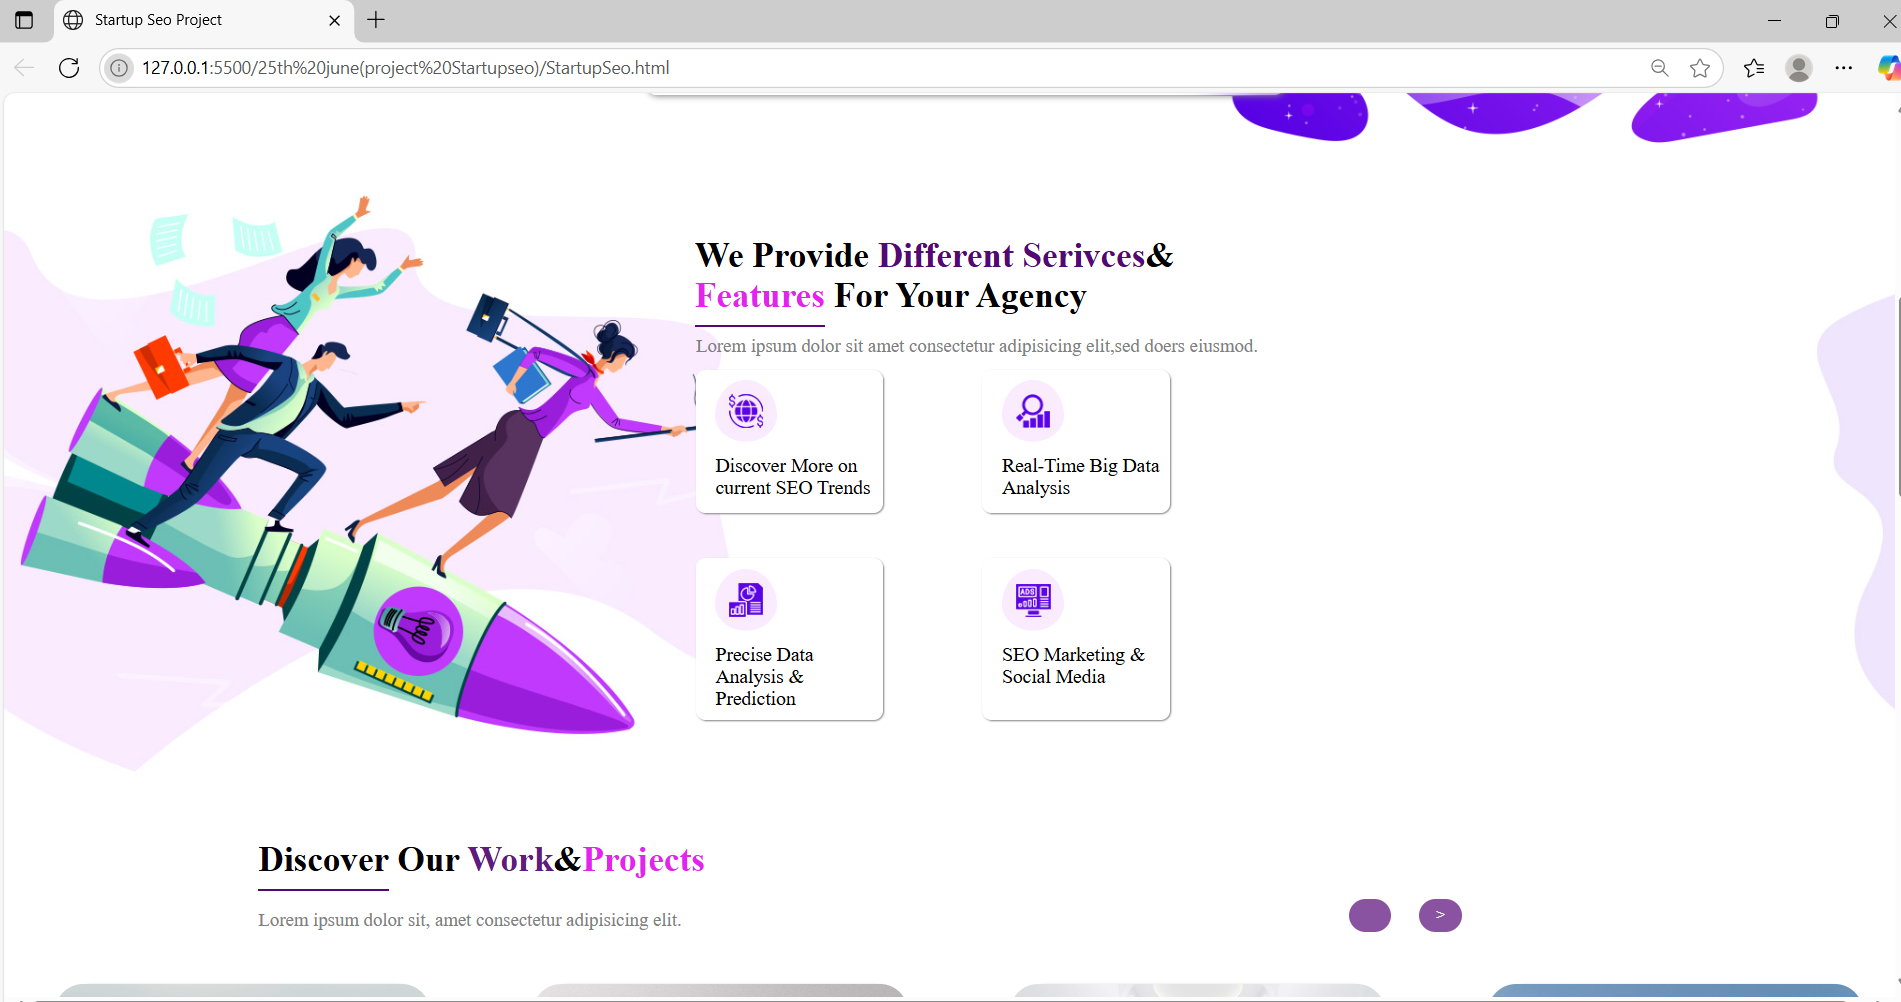 Startup Seo Project
127.0.0.1:5500/25th%20june(project%20Startupseo)/StartupSeo.html
We Provide Different Serivces&
Features For Your Agency
Lorem ipsum dolor sit amet consectetur adipisicing elit,sed doers eiusmod.
Discover More on
current SEO Trends
Real-Time Big Data
Analysis
ADS
Precise Data
Analysis &
Prediction
SEO Marketing &
Social Media
Discover Our Work&Projects
Lorem ipsum dolor sit, amet consectetur adipisicing elit.
>